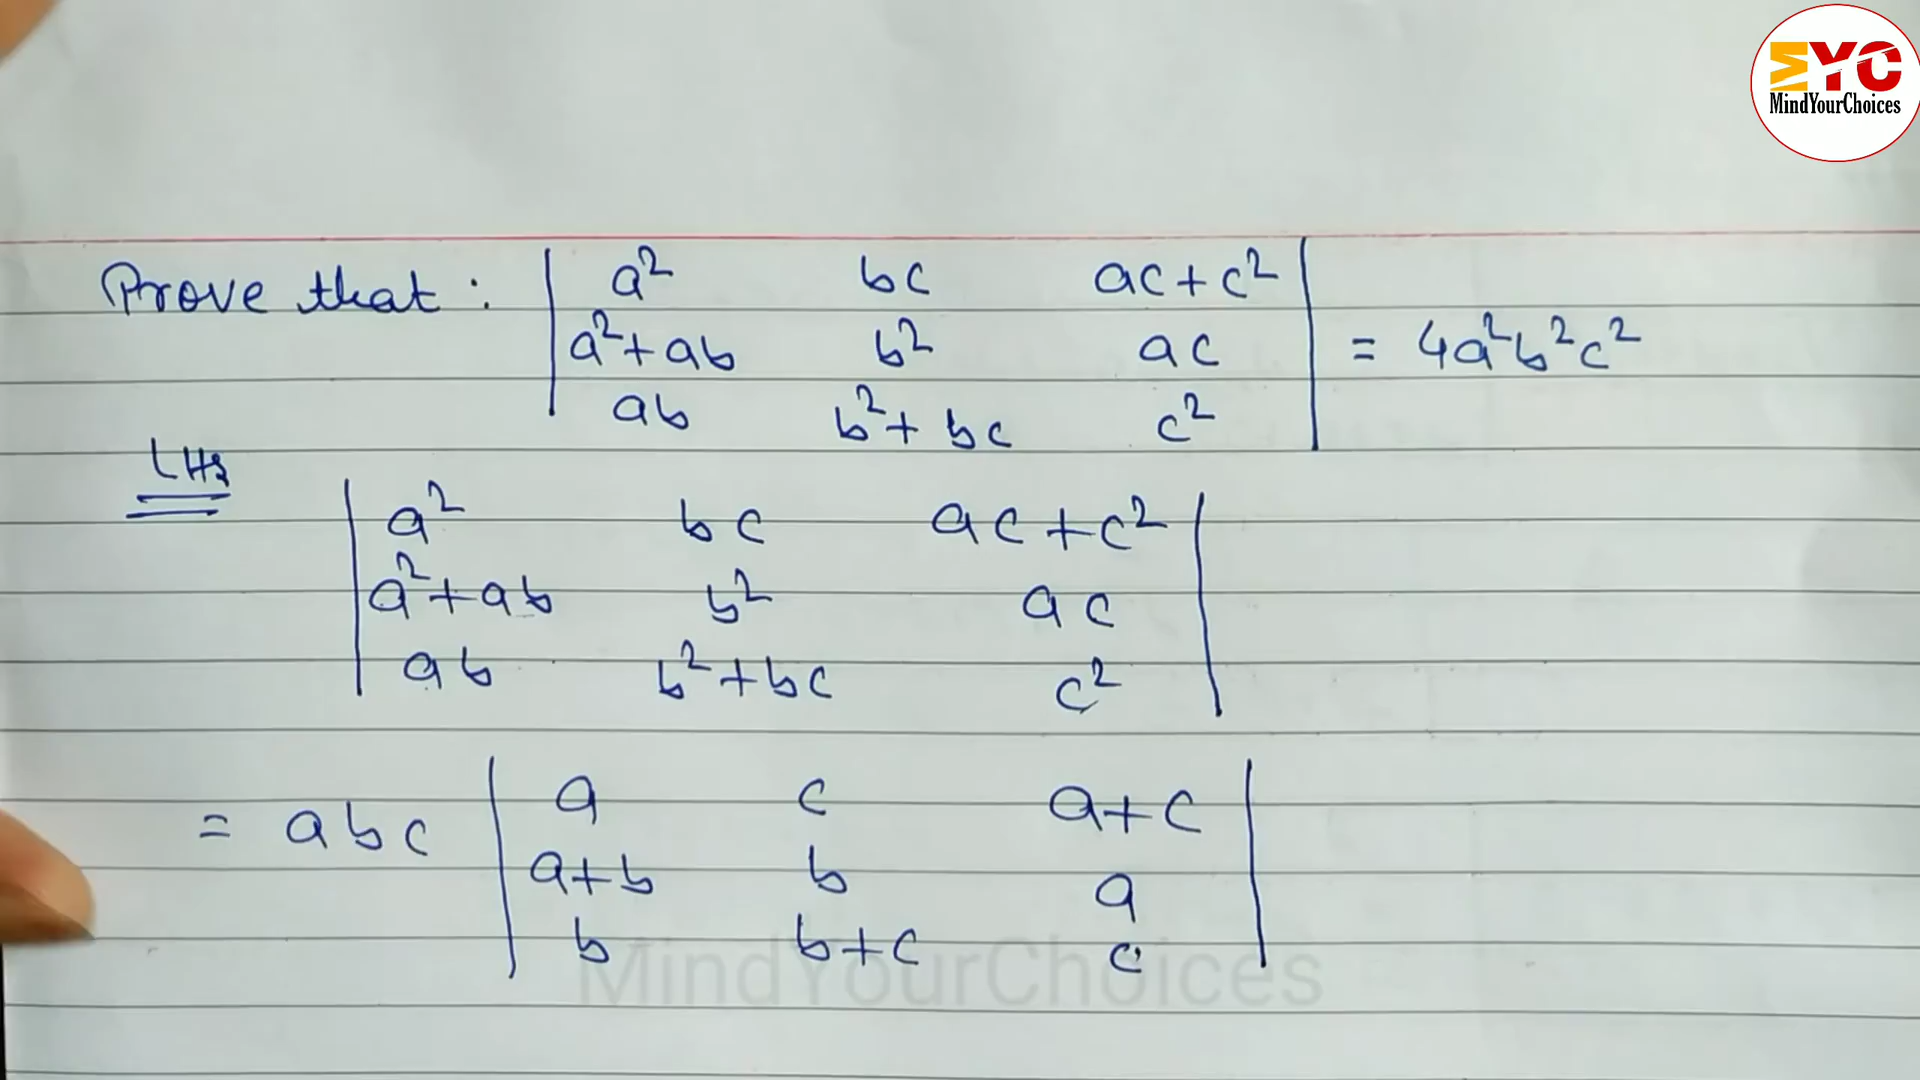 MYC
MindYourChoices
Prove that : | a² bc ac+c² |
| a²+ab b² ac | = 4a²b²c²
| ab b²+bc c² |
LHS
| a² bc ac+c² |
| a²+ab b² ac |
| ab b²+bc c² |
= abc | a c a+c |
| a+b b a |
| b b+c c |
MindYourChoices